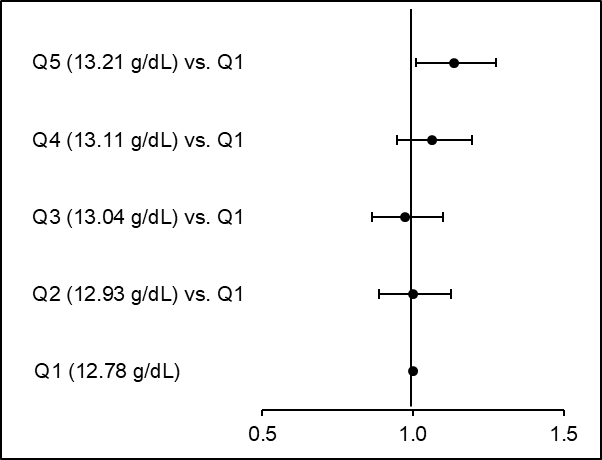 Q5 (13.21 g/dL) vs. Q1
Q4 (13.11 g/dL) vs. Q1
Q3 (13.04 g/dL) vs. Q1
Q2 (12.93 g/dL) vs. Q1
Q1 (12.78 g/dL)
0.5 1.0 1.5